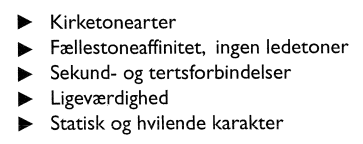 ► Kirketonearter
► Fællestoneaffinitet, ingen ledetoner
► Sekund- og tertsforbindelser
► Ligeværdighed
► Statisk og hvilende karakter